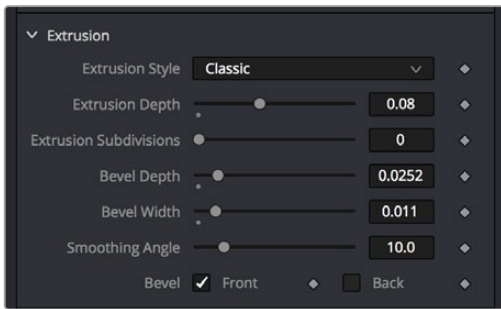 Extrusion
Extrusion Style Classic
Extrusion Depth 0.08
Extrusion Subdivisions 0
Bevel Depth 0.0252
Bevel Width 0.011
Smoothing Angle 10.0
Bevel Front Back